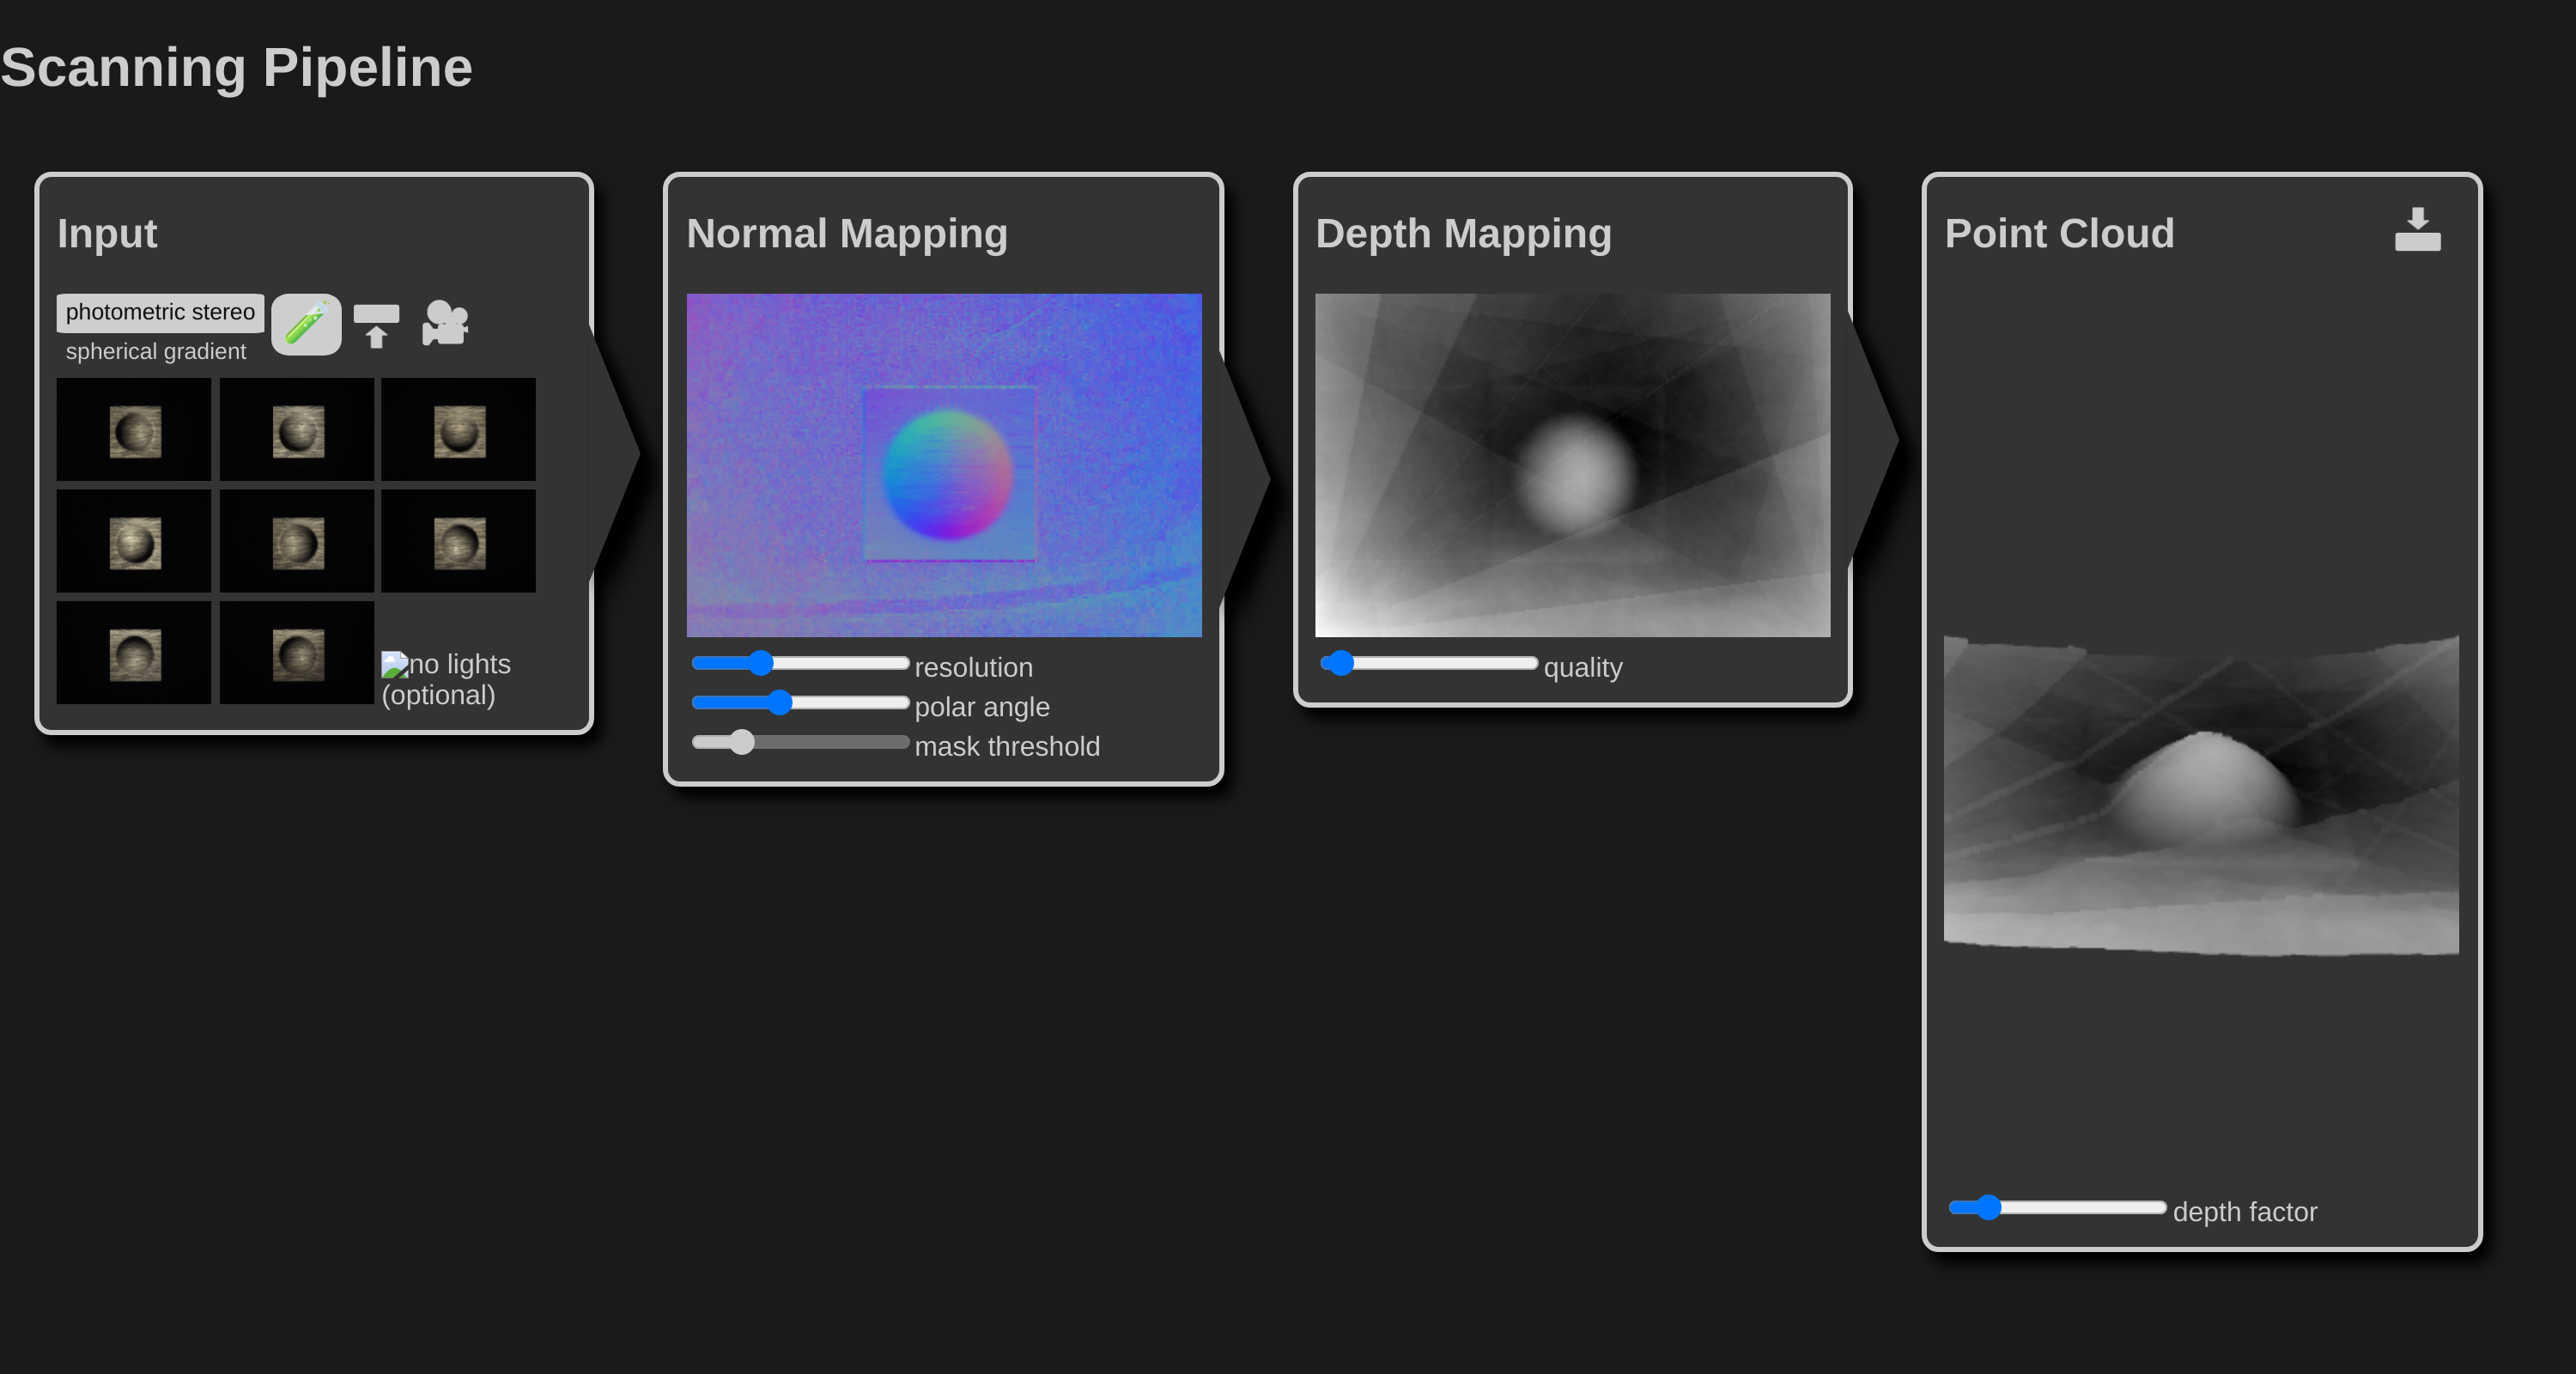 Scanning Pipeline
Input
photometric stereo
spherical gradient
no lights
(optional)
Normal Mapping
resolution
polar angle
mask threshold
Depth Mapping
quality
Point Cloud
depth factor